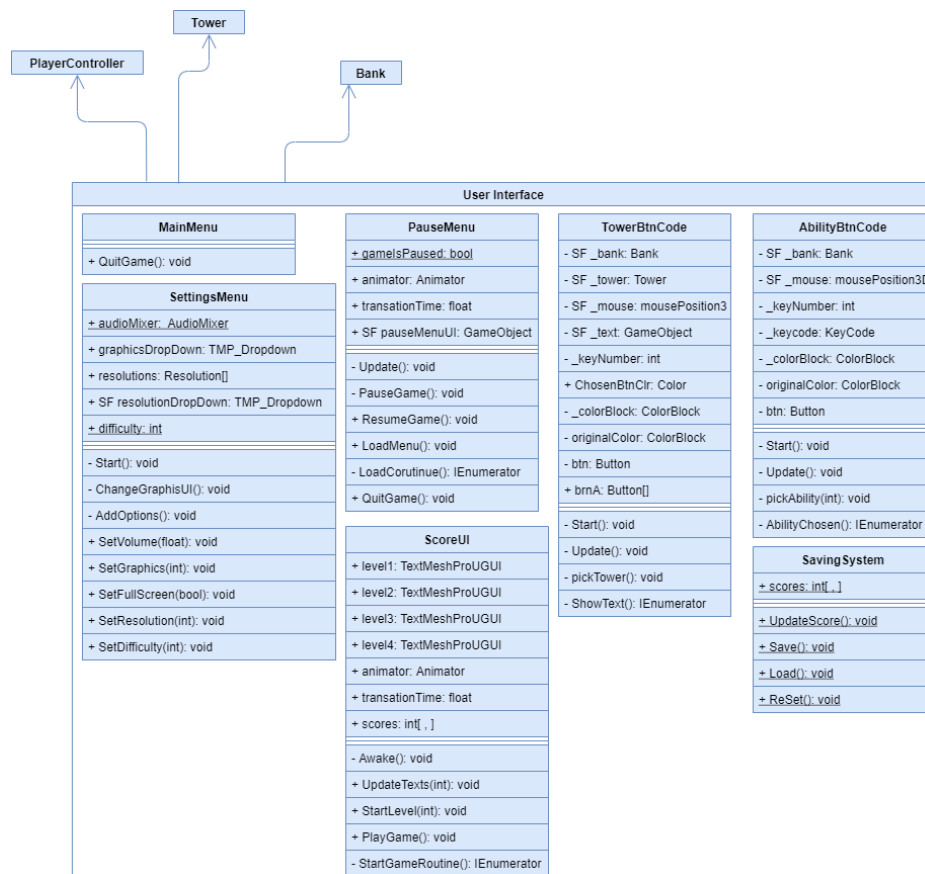 Tower
PlayerController
Bank
User Interface
MainMenu
+ QuitGame(): void
SettingsMenu
+ audioMixer:  AudioMixer
+ graphicsDropDown: TMP_Dropdown
+ resolutions: Resolution[]
+ SF resolutionDropDown: TMP_Dropdown
+ difficulty: int
- Start(): void
- ChangeGraphisUI(): void
- AddOptions(): void
+ SetVolume(float): void
+ SetGraphics(int): void
+ SetFullScreen(bool): void
+ SetResolution(int): void
+ SetDifficulty(int): void
PauseMenu
+ gameIsPaused: bool
+ animator: Animator
+ transationTime: float
+ SF pauseMenuUI: GameObject
- Update(): void
- PauseGame(): void
+ ResumeGame(): void
+ LoadMenu(): void
- LoadCorutinue(): IEnumerator
+ QuitGame(): void
ScoreUI
+ level1: TextMeshProUGUI
+ level2: TextMeshProUGUI
+ level3: TextMeshProUGUI
+ level4: TextMeshProUGUI
+ animator: Animator
+ transationTime: float
+ scores: int[ , ]
- Awake(): void
+ UpdateTexts(int): void
+ StartLevel(int): void
+ PlayGame(): void
- StartGameRoutine(): IEnumerator
TowerBtnCode
- SF _bank: Bank
- SF _tower: Tower
- SF _mouse: mousePosition3
- SF _text: GameObject
- _keyNumber: int
+ ChosenBtnClr: Color
- _colorBlock: ColorBlock
- originalColor: ColorBlock
- btn: Button
+ brnA: Button[]
- Start(): void
- Update(): void
- pickTower(): void
- ShowText(): IEnumerator
AbilityBtnCode
- SF _bank: Bank
- SF _mouse: mousePosition3D
- _keyNumber: int
- _keycode: KeyCode
- _colorBlock: ColorBlock
- originalColor: ColorBlock
- btn: Button
- Start(): void
- Update(): void
- pickAbility(int): void
- AbilityChosen(): IEnumerator
SavingSystem
+ scores: int[ , ]
+ UpdateScore(): void
+ Save(): void
+ Load(): void
+ ReSet(): void